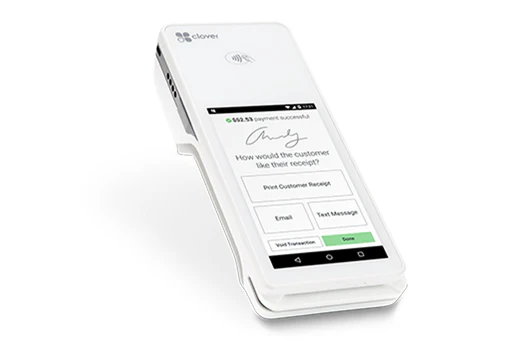 clover
$52.53 payment successful
How would the customer
like their receipt?
Print Customer Receipt
Email
Text Message
Void Transaction
Done